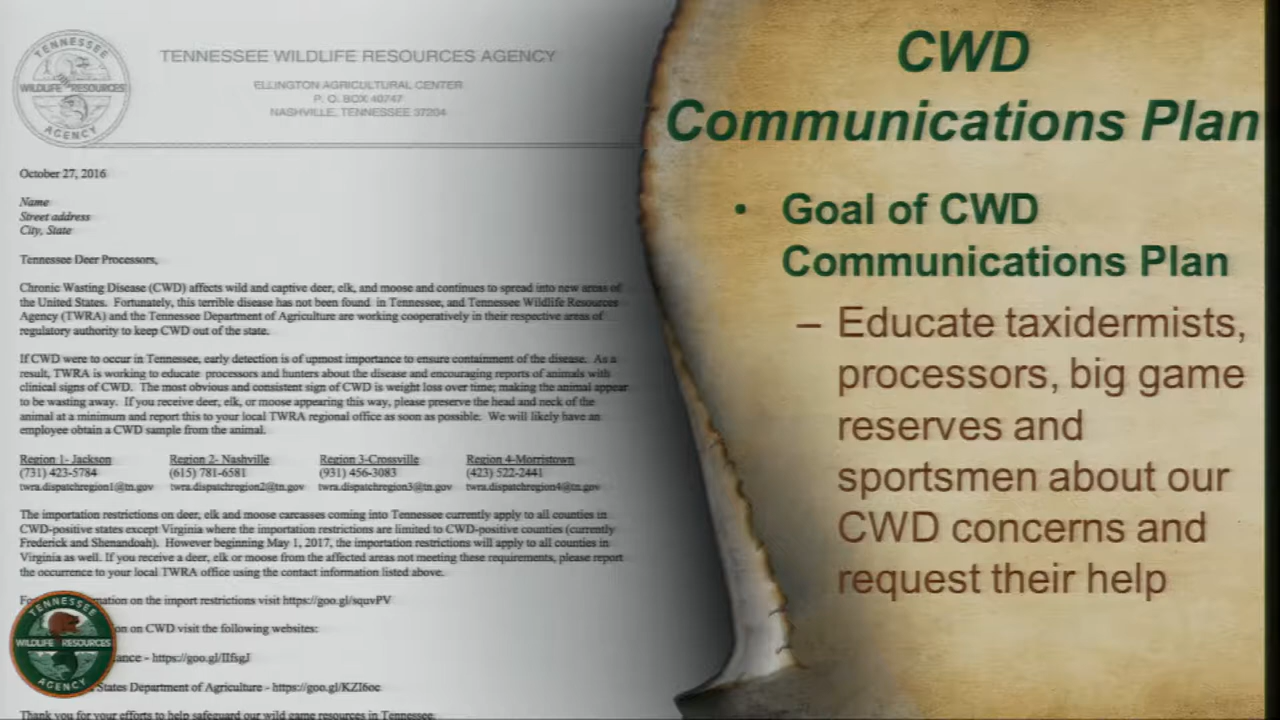 TENNESSEE
WILDLIFE RESOURCES
AGENCY
TENNESSEE WILDLIFE RESOURCES AGENCY
ELLINGTON AGRICULTURAL CENTER
P. O. BOX 40747
NASHVILLE, TENNESSEE 37204
October 27, 2016
Name
Street address
City, State
Tennessee Deer Processors,
Chronic Wasting Disease (CWD) affects wild and captive deer, elk, and moose and continues to spread into new areas of
the United States. Fortunately, this terrible disease has not been found in Tennessee, and Tennessee Wildlife Resources
Agency (TWRA) and the Tennessee Department of Agriculture are working cooperatively in their respective areas of
regulatory authority to keep CWD out of the state.
If CWD were to occur in Tennessee, early detection is of upmost importance to ensure containment of the disease. As a
result, TWRA is working to educate processors and hunters about the disease and encouraging reports of animals with
clinical signs of CWD. The most obvious and consistent sign of CWD is weight loss over time; making the animal appear
to be wasting away. If you receive deer, elk, or moose appearing this way, please preserve the head and neck of the
animal at a minimum and report this to your local TWRA regional office as soon as possible. We will likely have an
employee obtain a CWD sample from the animal.
Region 1- Jackson Region 2- Nashville Region 3-Crossville Region 4-Morristown
(731) 423-5784 (615) 781-6581 (931) 456-3083 (423) 522-2441
twra.dispatchregion1@tn.gov twra.dispatchregion2@tn.gov twra.dispatchregion3@tn.gov twra.dispatchregion4@tn.gov
The importation restrictions on deer, elk and moose carcasses coming into Tennessee currently apply to all counties in
CWD-positive states except Virginia where the importation restrictions are limited to CWD-positive counties (currently
Frederick and Shenandoah). However beginning May 1, 2017, the importation restrictions will apply to all counties in
Virginia as well. If you receive a deer, elk or moose from the affected areas not meeting these requirements, please report
the occurrence to your local TWRA office using the contact information listed above.
mation on the import restrictions visit https://goo.gl/squvPV
on on CWD visit the following websites:
ance - https://goo.gl/IIfsgJ
States Department of Agriculture - https://goo.gl/KZI6oc
Thank you for your efforts to help safeguard our wild game resources in Tennessee.
TENNESSEE
WILDLIFE RESOURCES
AGENCY
CWD
Communications Plan
• Goal of CWD
Communications Plan
– Educate taxidermists,
processors, big game
reserves and
sportsmen about our
CWD concerns and
request their help